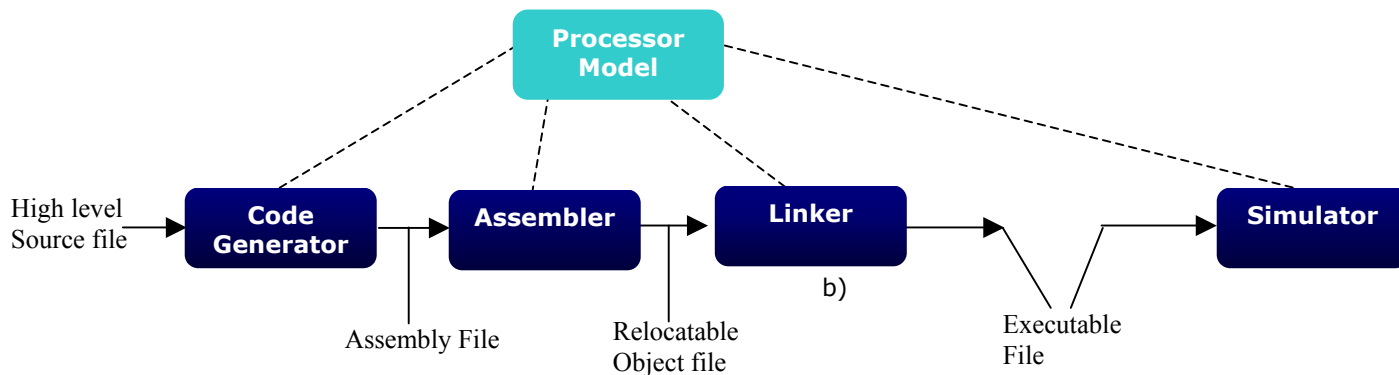 Processor
Model
High level
Source file
Code
Generator
Assembler
Linker
Simulator
b)
Assembly File
Relocatable
Object file
Executable
File